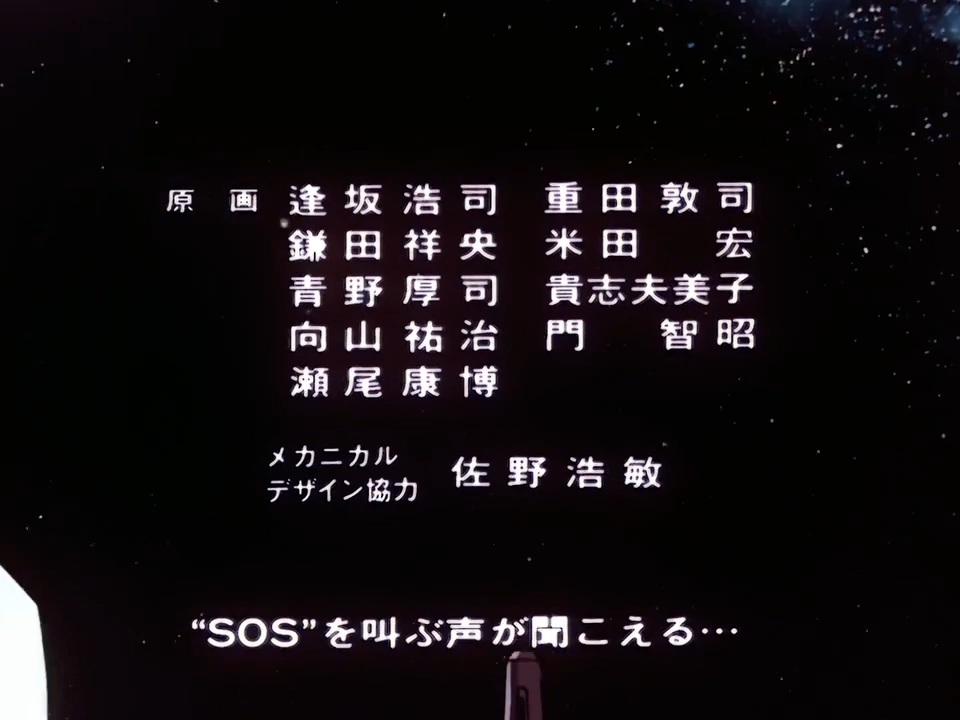 原画 逢坂浩司 重田敦司
鎌田祥央 米田宏
青野厚司 貴志夫美子
向山祐治 門智昭
瀬尾康博
メカニカル
デザイン協力 佐野浩敏
“SOS”を叫ぶ声が聞こえる…